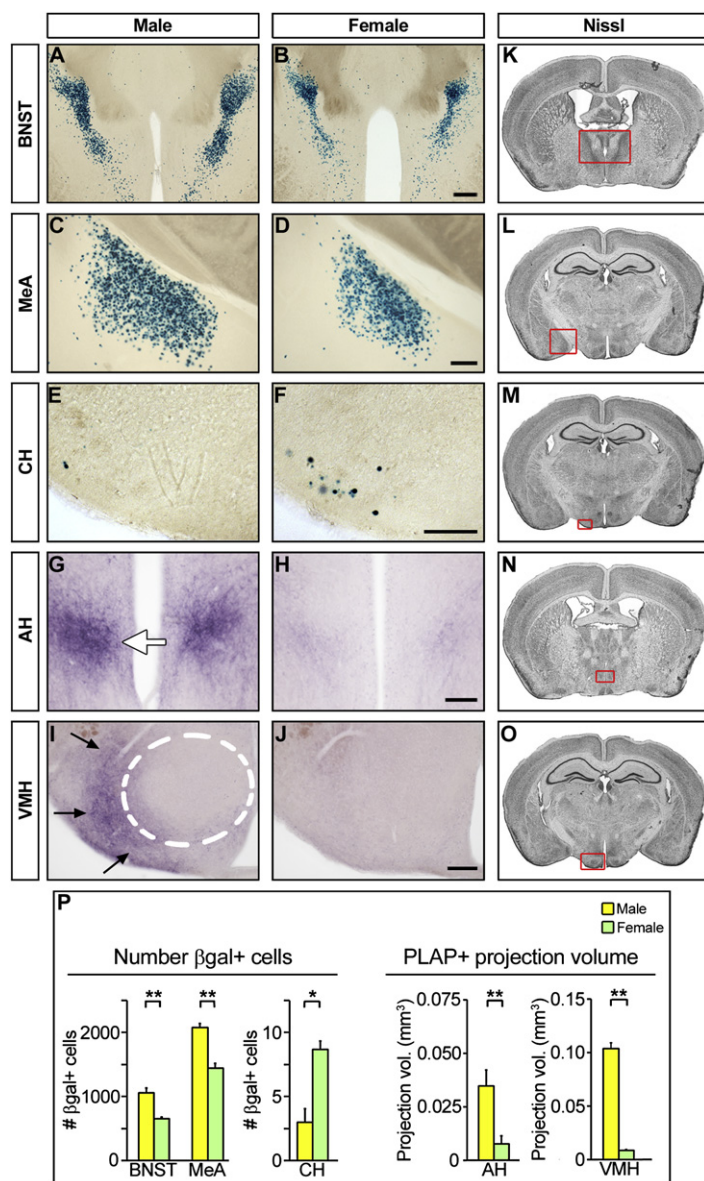 Male
Female
Nissl
BNST
A
B
K
MeA
C
D
L
CH
E
F
M
AH
G
H
N
VMH
I
J
O
P
Male
Female
Number βgal+ cells
PLAP+ projection volume
# βgal+ cells
2000
1000
0
**
**
BNST
MeA
# βgal+ cells
10
5
0
*
CH
Projection vol. (mm³)
0.075
0.050
0.025
0
**
AH
Projection vol. (mm³)
0.15
0.10
0.05
0
**
VMH